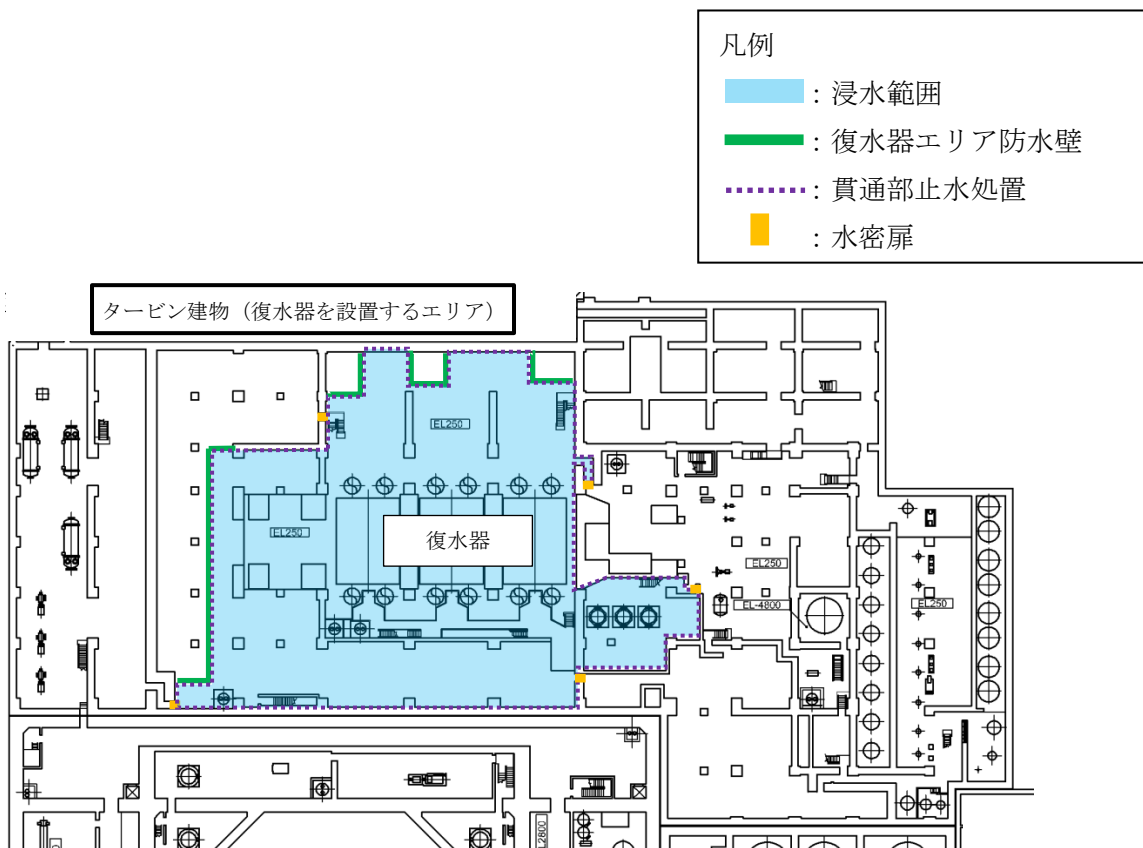 凡例
：浸水範囲
：復水器エリア防水壁
：貫通部止水処置
：水密扉
タービン建物（復水器を設置するエリア）
EL250
EL250
復水器
EL250
EL-4800
EL250